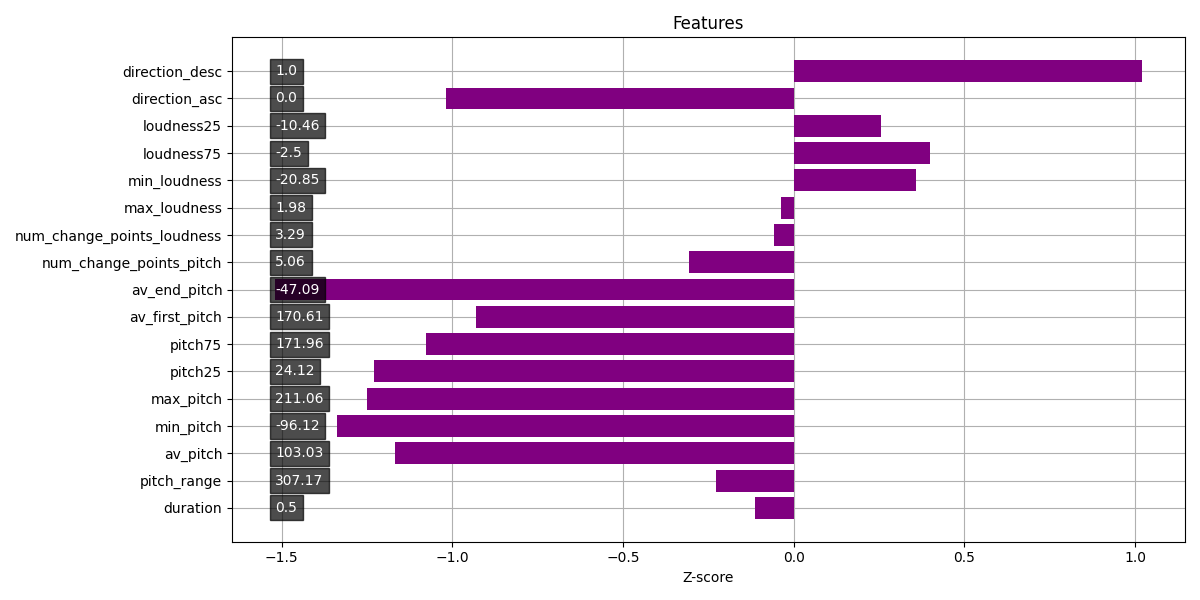 Features
direction_desc 1.0
direction_asc 0.0
loudness25 -10.46
loudness75 -2.5
min_loudness -20.85
max_loudness 1.98
num_change_points_loudness 3.29
num_change_points_pitch 5.06
av_end_pitch -47.09
av_first_pitch 170.61
pitch75 171.96
pitch25 24.12
max_pitch 211.06
min_pitch -96.12
av_pitch 103.03
pitch_range 307.17
duration 0.5
−1.5 −1.0 −0.5 0.0 0.5 1.0
Z-score